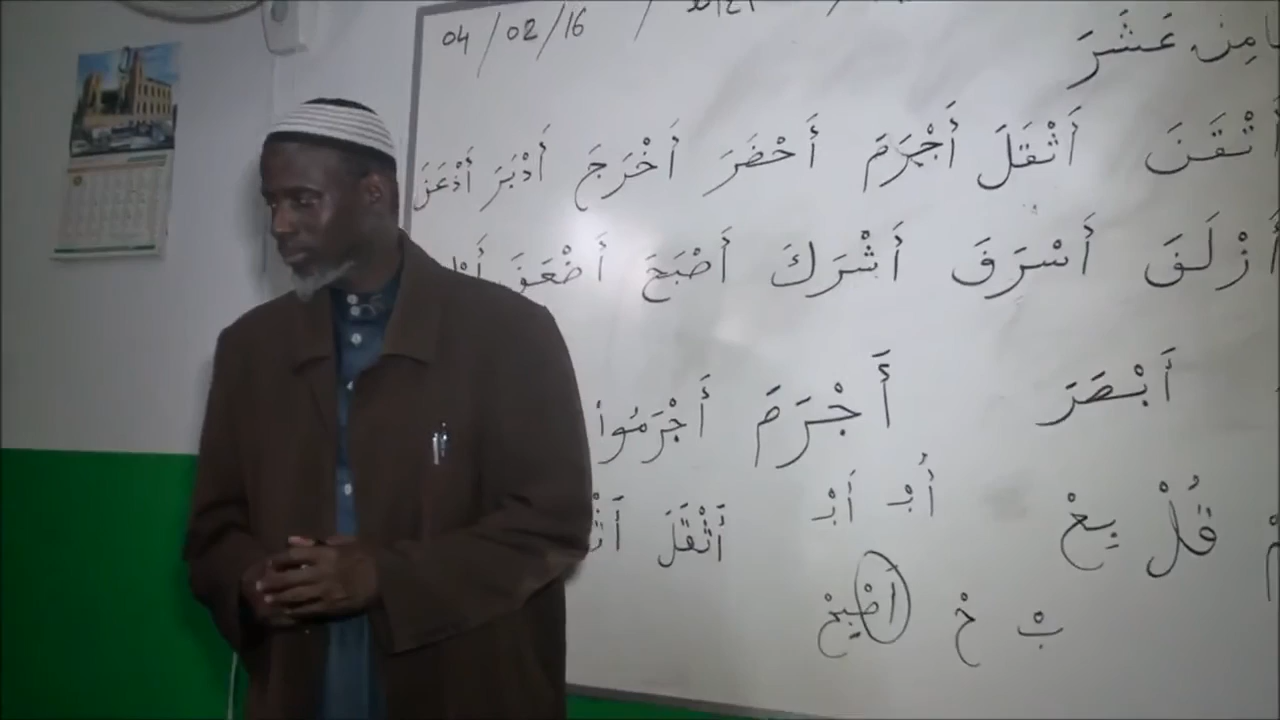 04/02/16
عَشَرَ
تْقَنَ أَثْقَلَ أَجْرَمَ أَحْضَرَ أَخْرَجَ أَدْبَرَ أَذْعَنَ
أَزْلَقَ أَسْرَفَ أَشْرَكَ أَصْبَحَ أَضْعَفَ
أَبْصَرَ أَجْرَمَ أَجْرَمُوا
قُلْ أُبْـ أَبْـ أَثْقَلَ
بْ حْ